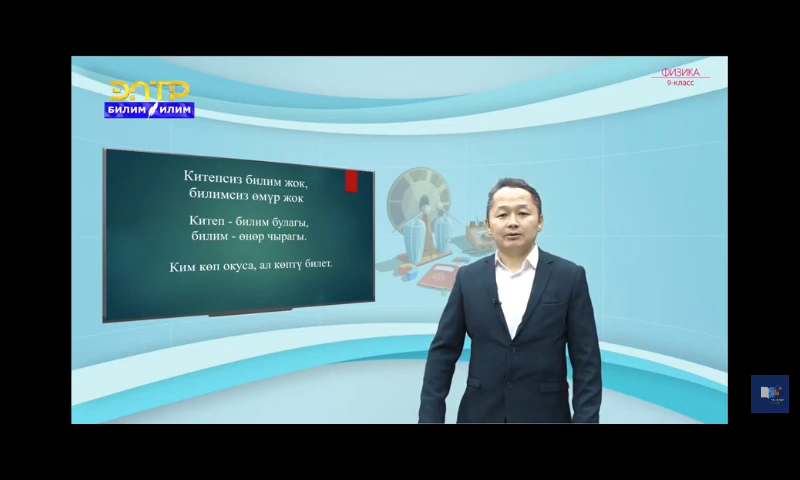 ЭЛТР
БИЛИМ ИЛИМ
ФИЗИКА
9-класс
Китепсиз билим жок,
билимсиз өмүр жок
Китеп - билим булагы,
билим - өнөр чырагы.
Ким көп окуса, ал көптү билет.